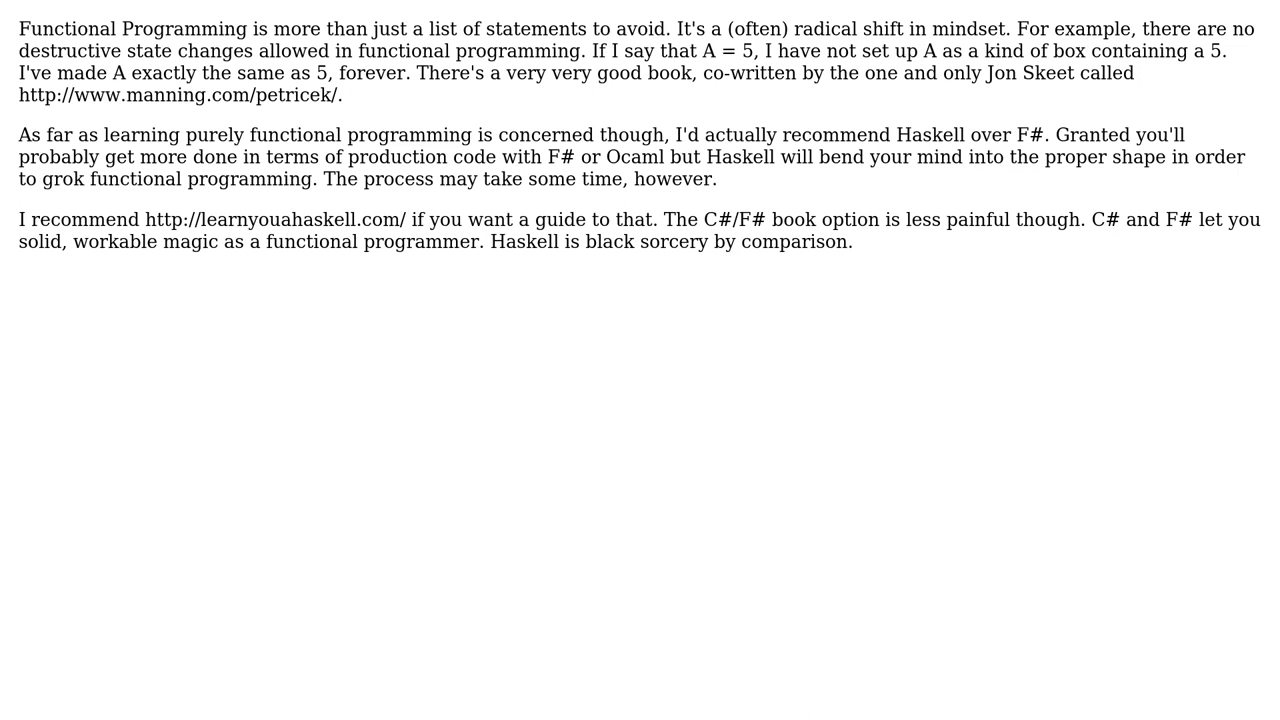 Functional Programming is more than just a list of statements to avoid. It's a (often) radical shift in mindset. For example, there are no
destructive state changes allowed in functional programming. If I say that A = 5, I have not set up A as a kind of box containing a 5.
I've made A exactly the same as 5, forever. There's a very very good book, co-written by the one and only Jon Skeet called
http://www.manning.com/petricek/.
As far as learning purely functional programming is concerned though, I'd actually recommend Haskell over F#. Granted you'll
probably get more done in terms of production code with F# or Ocaml but Haskell will bend your mind into the proper shape in order
to grok functional programming. The process may take some time, however.
I recommend http://learnyouahaskell.com/ if you want a guide to that. The C#/F# book option is less painful though. C# and F# let you
solid, workable magic as a functional programmer. Haskell is black sorcery by comparison.